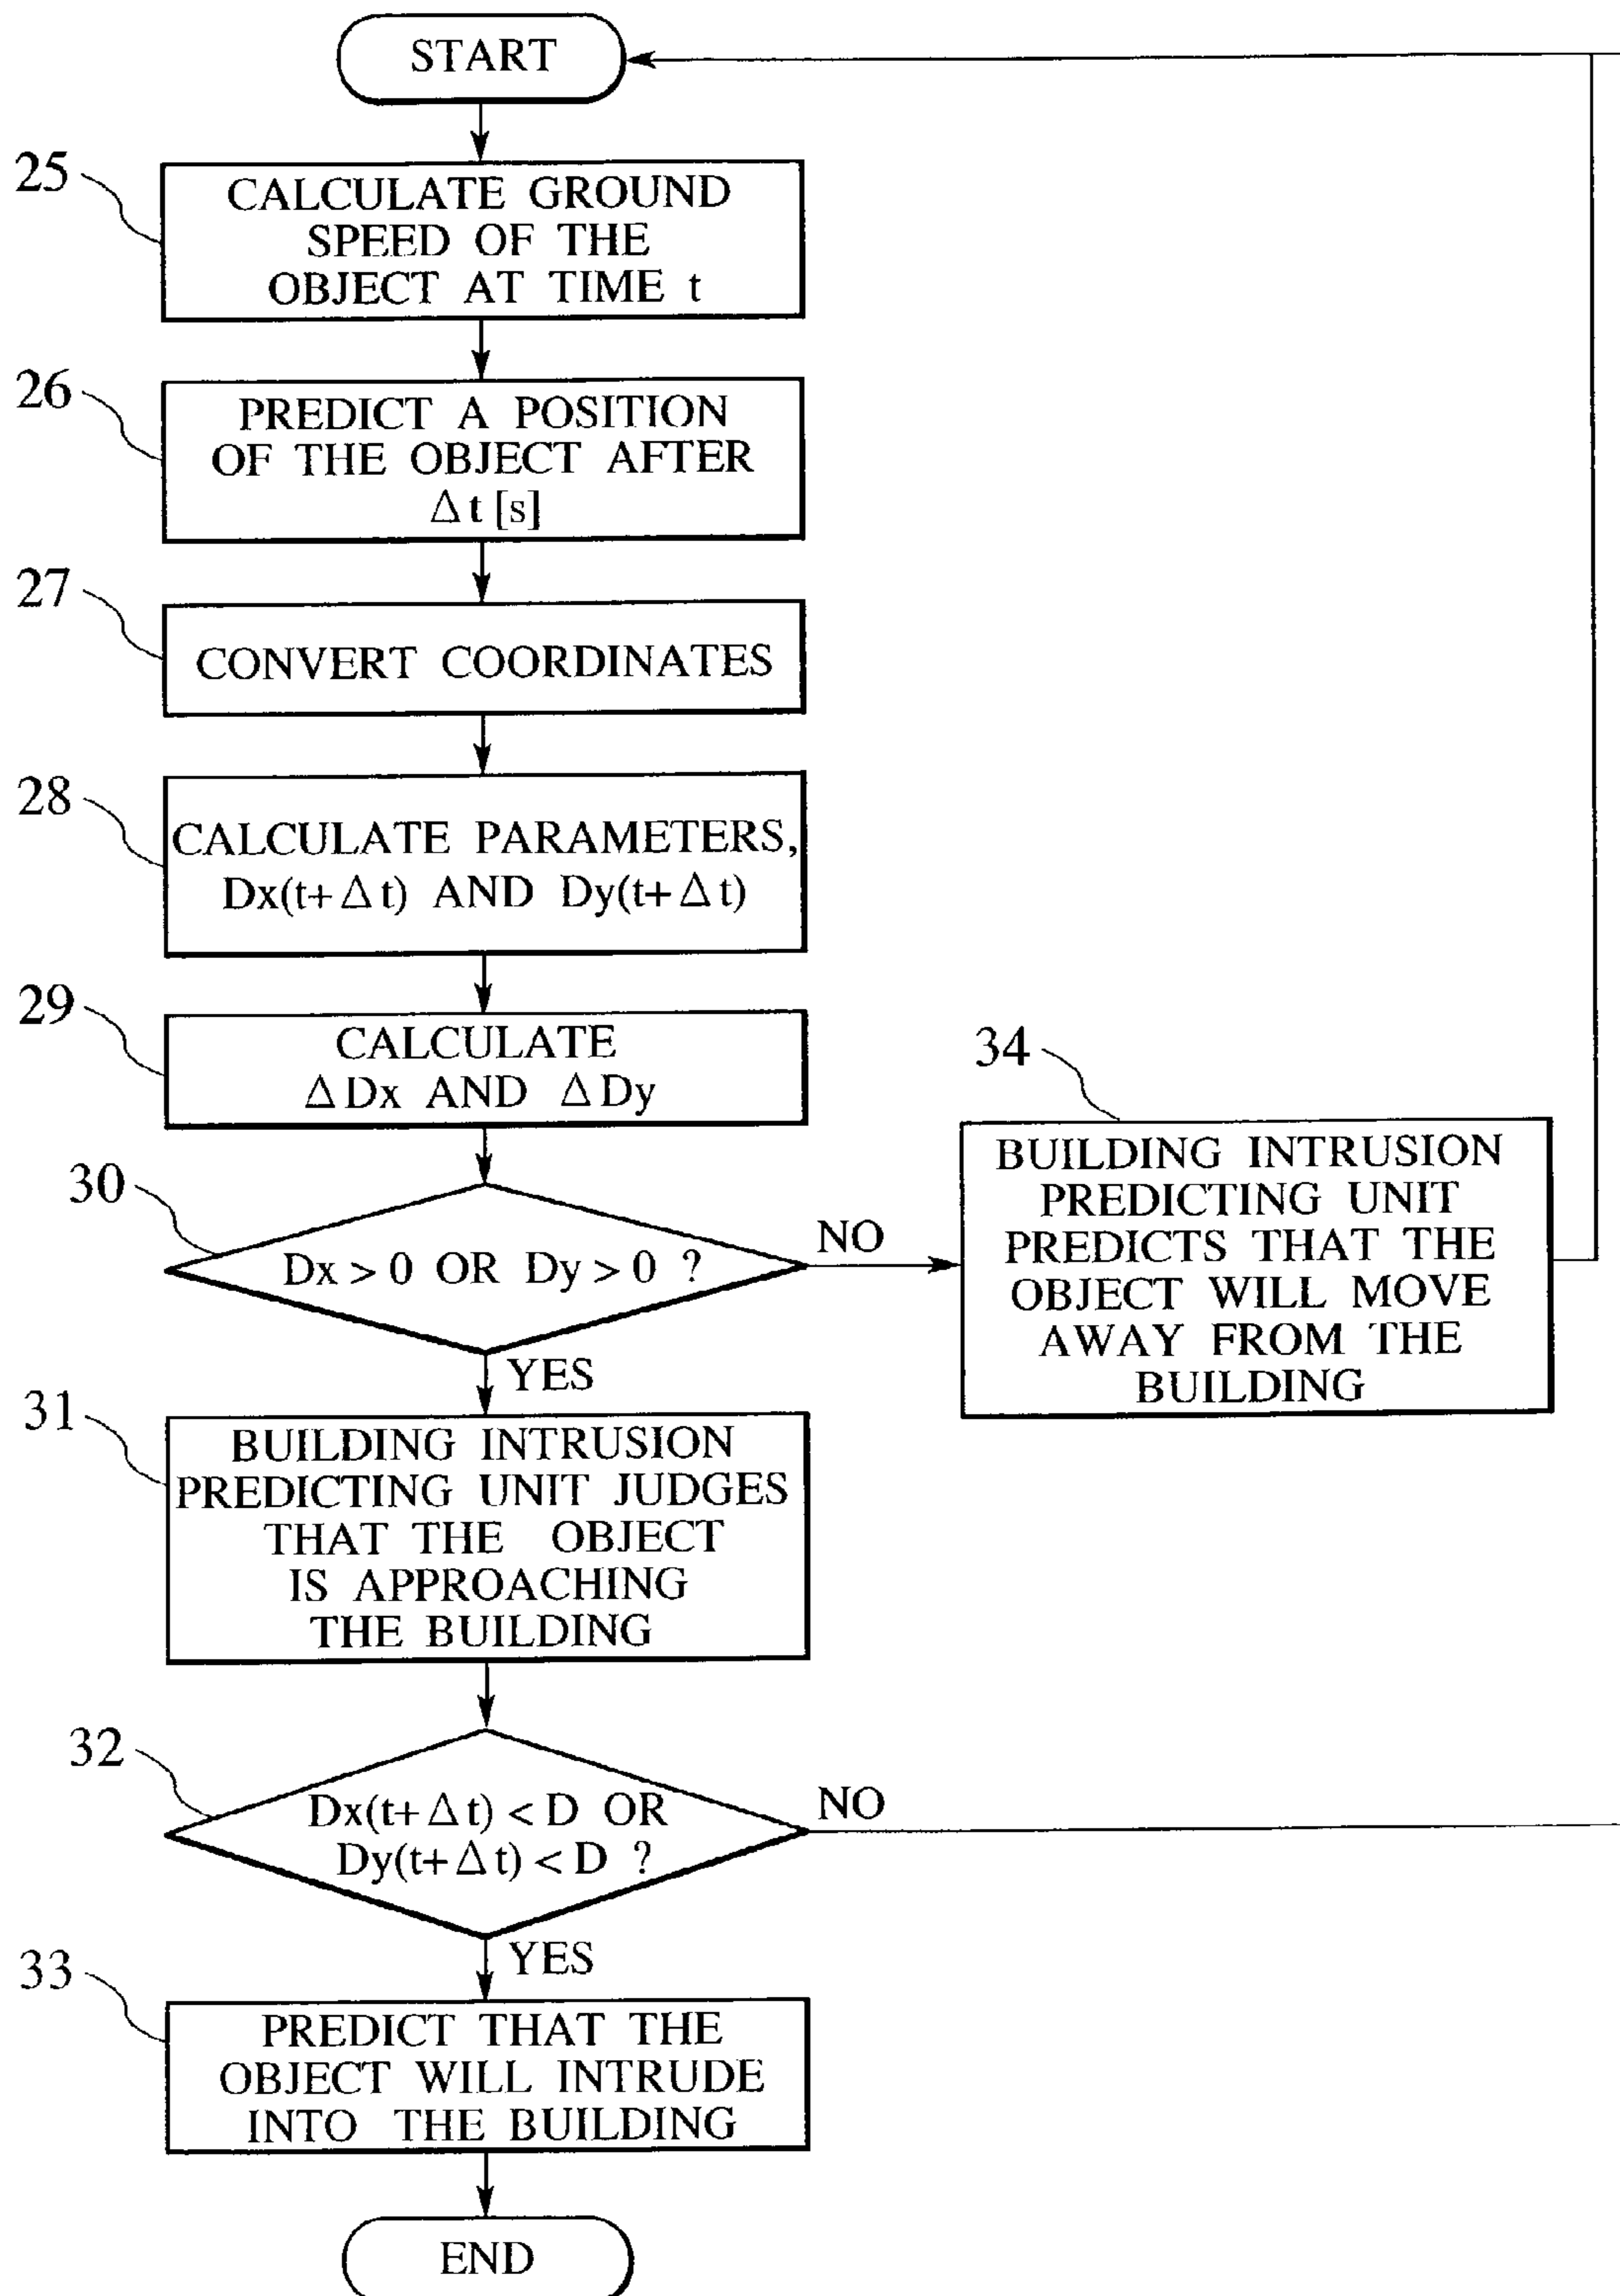 START
25
CALCULATE GROUND
SPEED OF THE
OBJECT AT TIME t
26
PREDICT A POSITION
OF THE OBJECT AFTER
Δt [s]
27
CONVERT COORDINATES
28
CALCULATE PARAMETERS,
Dx(t+Δt) AND Dy(t+Δt)
29
CALCULATE
ΔDx AND ΔDy
30
Dx > 0 OR Dy > 0 ?
NO
34
BUILDING INTRUSION
PREDICTING UNIT
PREDICTS THAT THE
OBJECT WILL MOVE
AWAY FROM THE
BUILDING
YES
31
BUILDING INTRUSION
PREDICTING UNIT JUDGES
THAT THE OBJECT
IS APPROACHING
THE BUILDING
32
Dx(t+Δt) < D OR
Dy(t+Δt) < D ?
NO
YES
33
PREDICT THAT THE
OBJECT WILL INTRUDE
INTO THE BUILDING
END